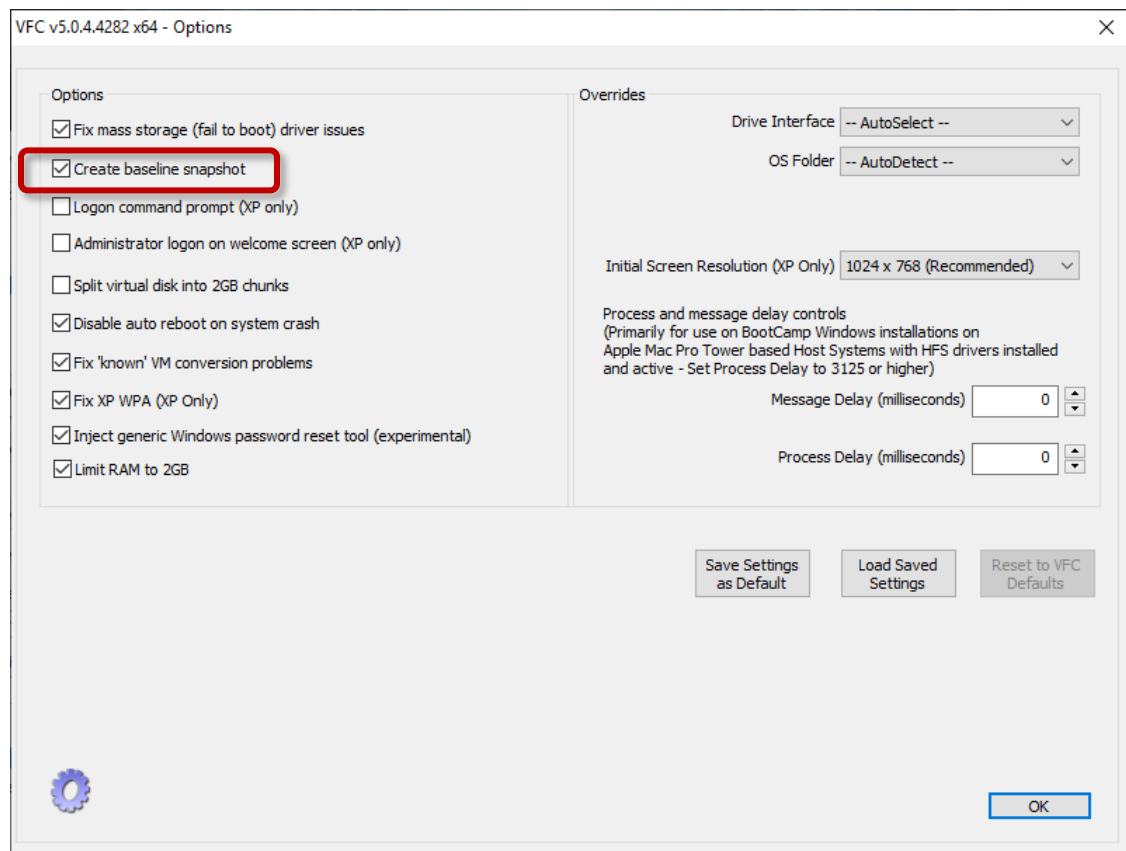 VFC v5.0.4.4282 x64 - Options
Options
Fix mass storage (fail to boot) driver issues
Create baseline snapshot
Logon command prompt (XP only)
Administrator logon on welcome screen (XP only)
Split virtual disk into 2GB chunks
Disable auto reboot on system crash
Fix 'known' VM conversion problems
Fix XP WPA (XP Only)
Inject generic Windows password reset tool (experimental)
Limit RAM to 2GB
Overrides
Drive Interface -- AutoSelect --
OS Folder -- AutoDetect --
Initial Screen Resolution (XP Only) 1024 x 768 (Recommended)
Process and message delay controls
(Primarily for use on BootCamp Windows installations on
Apple Mac Pro Tower based Host Systems with HFS drivers installed
and active - Set Process Delay to 3125 or higher)
Message Delay (milliseconds) 0
Process Delay (milliseconds) 0
Save Settings
as Default
Load Saved
Settings
Reset to VFC
Defaults
OK